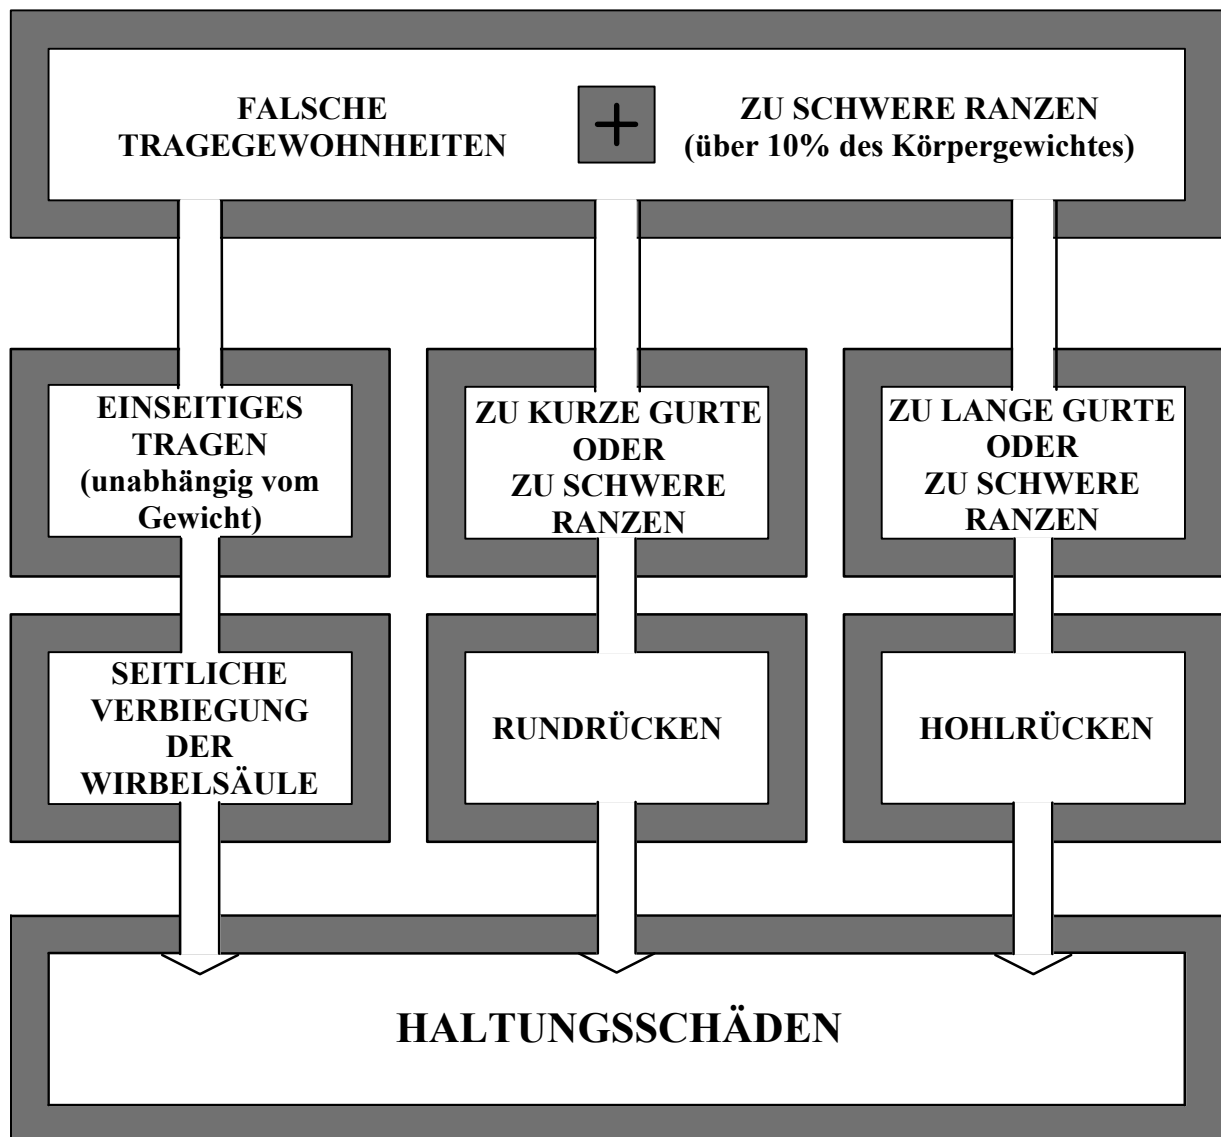 FALSCHE
TRAGEGEWOHNHEITEN
+
ZU SCHWERE RANZEN
(über 10% des Körpergewichtes)
EINSEITIGES
TRAGEN
(unabhängig vom
Gewicht)
ZU KURZE GURTE
ODER
ZU SCHWERE
RANZEN
ZU LANGE GURTE
ODER
ZU SCHWERE
RANZEN
SEITLICHE
VERBIEGUNG
DER
WIRBELSÄULE
RUNDRÜCKEN
HOHLRÜCKEN
HALTUNGSSCHÄDEN